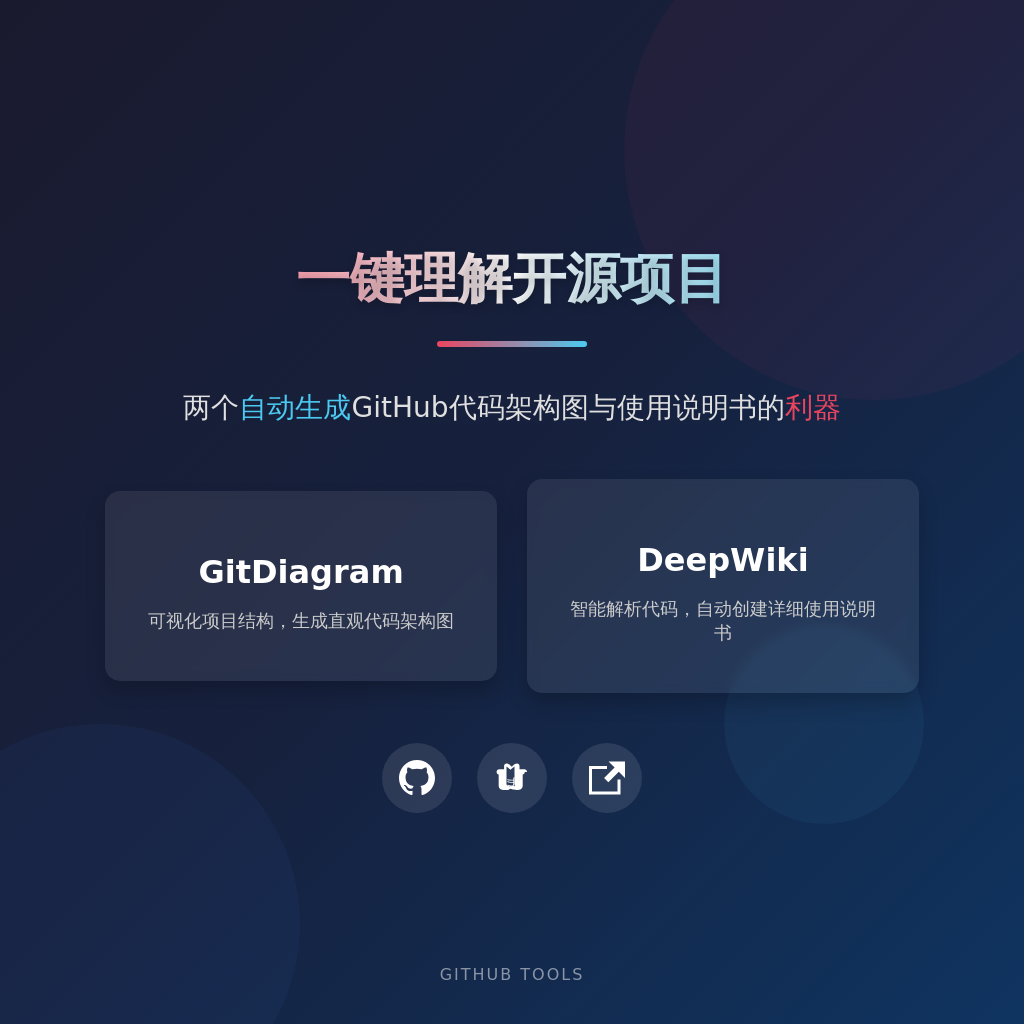 一键理解开源项目
两个自动生成GitHub代码架构图与使用说明书的利器
GitDiagram
可视化项目结构，生成直观代码架构图
DeepWiki
智能解析代码，自动创建详细使用说明
书
GITHUB TOOLS